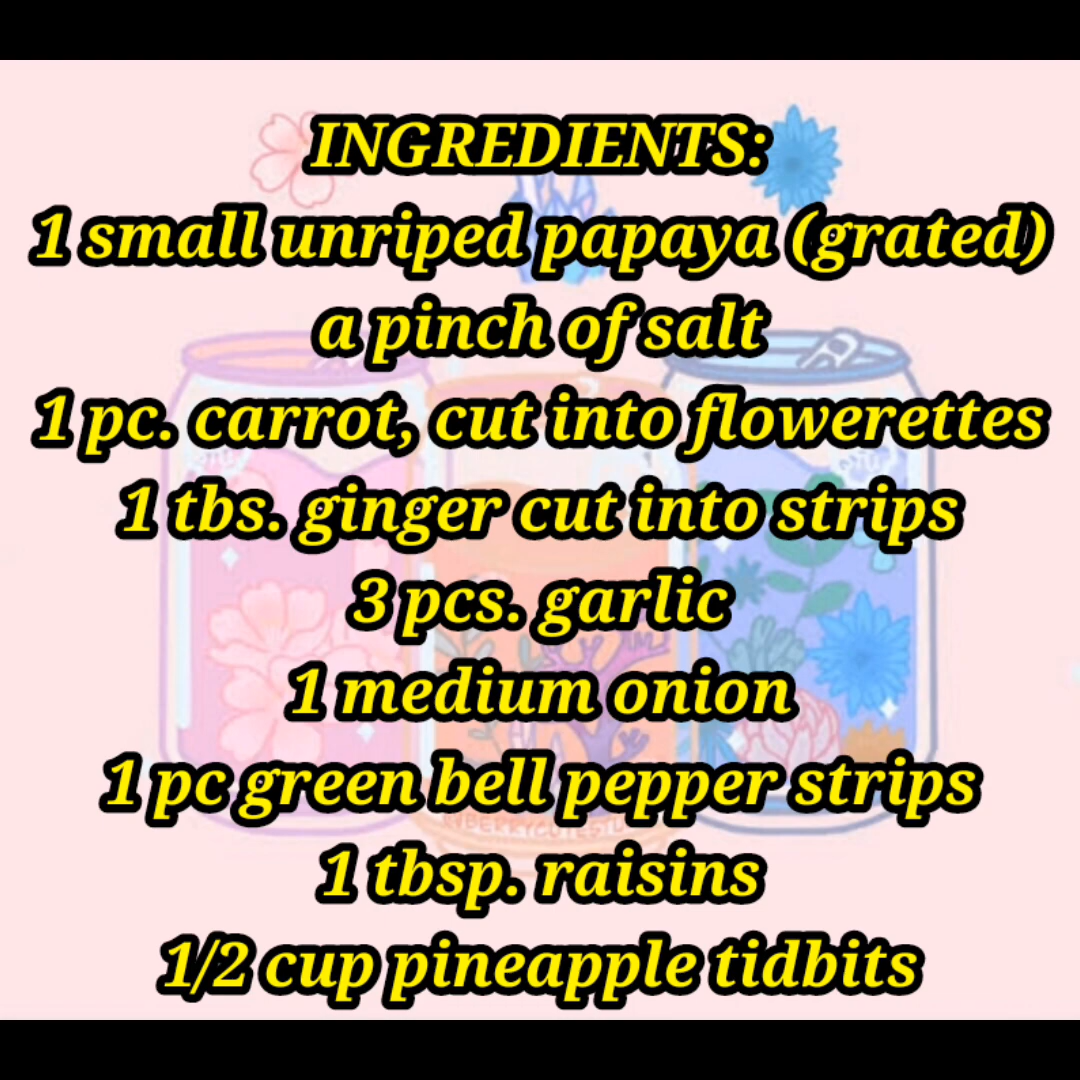 INGREDIENTS:
1 small unriped papaya (grated)
a pinch of salt
1 pc. carrot, cut into flowerettes
1 tbs. ginger cut into strips
3 pcs. garlic
1 medium onion
1 pc green bell pepper strips
1 tbsp. raisins
1/2 cup pineapple tidbits